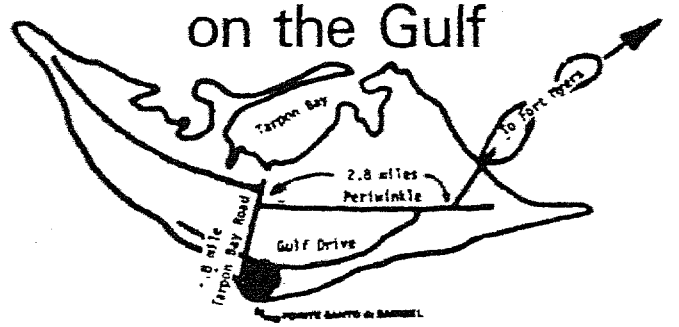 on the Gulf
Tarpon Bay
To Fort Myers
2.8 miles
Periwinkle
.8 mile
Tarpon Bay Road
Gulf Drive
POINTE SANTO de SANIBEL